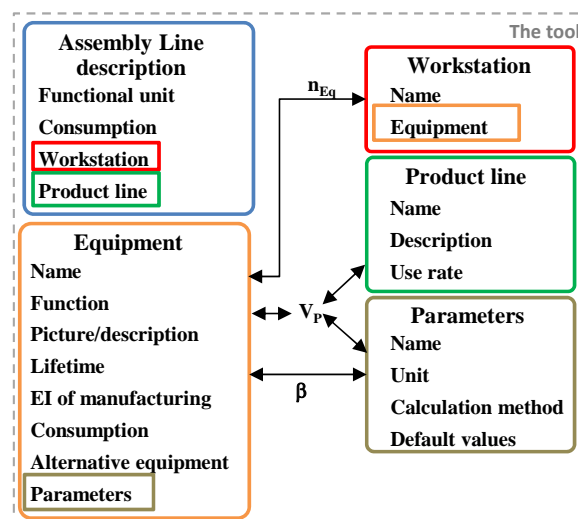 The tool
Assembly Line
description
Functional unit
Consumption
Workstation
Product line
n_Eq
Workstation
Name
Equipment
Product line
Name
Description
Use rate
Equipment
Name
Function
Picture/description
Lifetime
EI of manufacturing
Consumption
Alternative equipment
Parameters
V_P
β
Parameters
Name
Unit
Calculation method
Default values